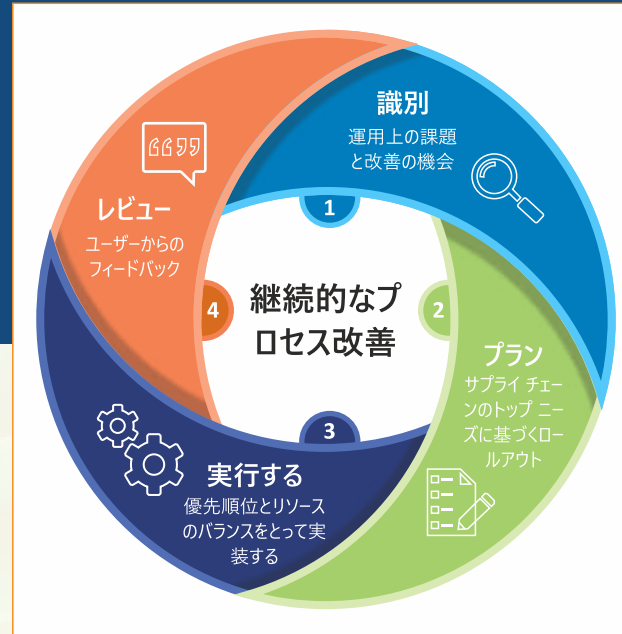 識別
運用上の課題
と改善の機会
1
プラン
サプライ チェー
ンのトップ ニー
ズに基づくロー
ルアウト
2
実行する
優先順位とリソース
のバランスをとって実
装する
3
レビュー
ユーザーからの
フィードバック
4
継続的なプ
ロセス改善